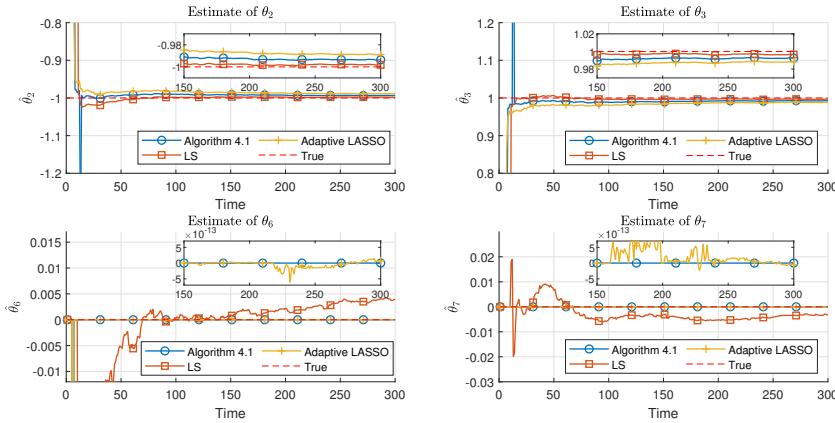 Estimate of θ2
-0.8
-0.9
-1
-1.1
-1.2
θ̂2
-0.98
-1
150 200 250 300
Algorithm 4.1 Adaptive LASSO
LS True
0 50 100 150 200 250 300
Time
Estimate of θ3
1.2
1.1
1
0.9
0.8
θ̂3
1.02
1
0.98
150 200 250 300
Algorithm 4.1 Adaptive LASSO
LS True
0 50 100 150 200 250 300
Time
Estimate of θ6
0.015
0.01
0.005
0
-0.005
-0.01
θ̂6
×10-13
5
0
-5
150 200 250 300
Algorithm 4.1 Adaptive LASSO
LS True
0 50 100 150 200 250 300
Time
Estimate of θ7
0.02
0.01
0
-0.01
-0.02
-0.03
θ̂7
×10-13
5
0
-5
150 200 250 300
Algorithm 4.1 Adaptive LASSO
LS True
0 50 100 150 200 250 300
Time